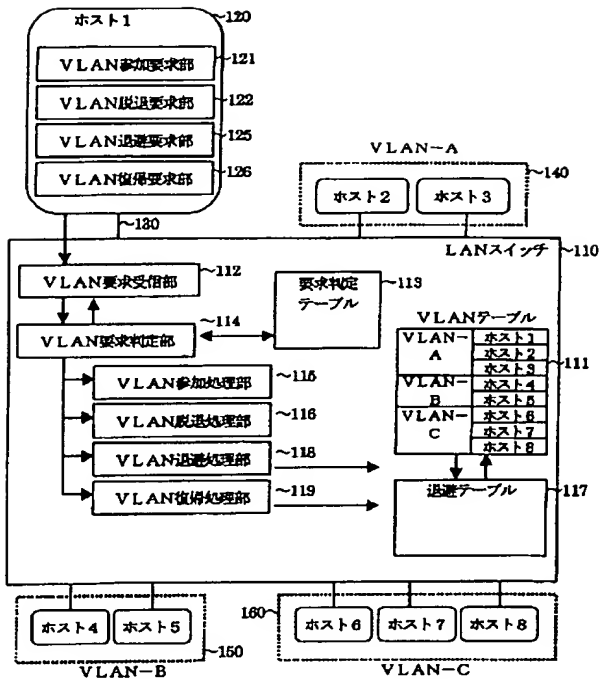 ホスト1
120
VLAN参加要求部
121
VLAN脱退要求部
122
VLAN退避要求部
125
VLAN復帰要求部
126
130
VLAN-A
140
ホスト2
ホスト3
LANスイッチ
110
VLAN要求受信部
112
要求判定
テーブル
113
VLAN要求判定部
114
VLANテーブル
111
VLAN-
A
ホスト1
ホスト2
ホスト3
VLAN-
B
ホスト4
ホスト5
VLAN-
C
ホスト6
ホスト7
ホスト8
VLAN参加処理部
115
VLAN脱退処理部
116
VLAN退避処理部
118
VLAN復帰処理部
119
退避テーブル
117
ホスト4
ホスト5
150
VLAN-B
160
ホスト6
ホスト7
ホスト8
VLAN-C